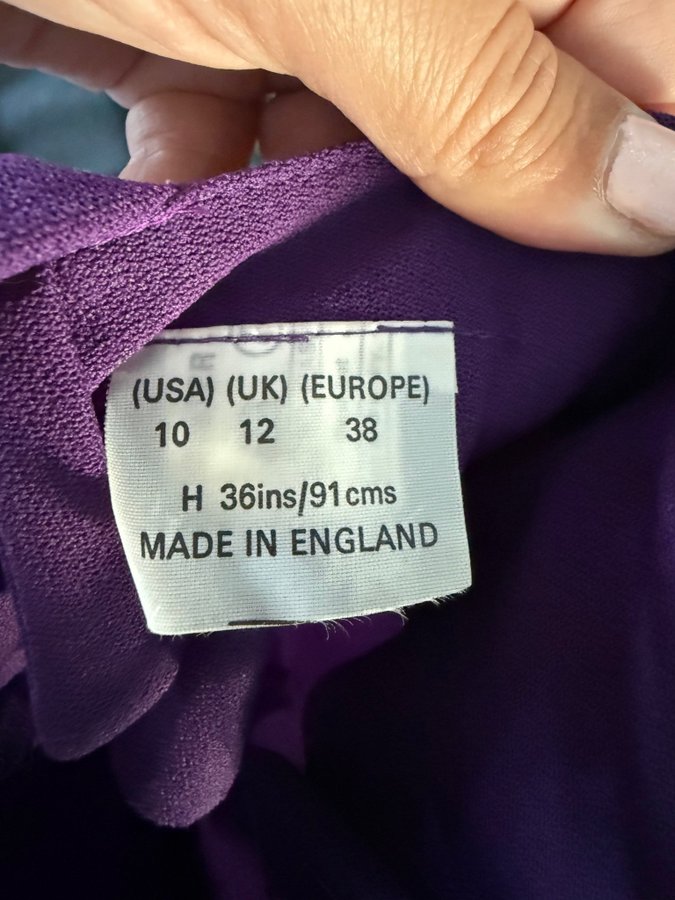 (USA) (UK) (EUROPE)
10 12 38
H 36ins/91cms
MADE IN ENGLAND